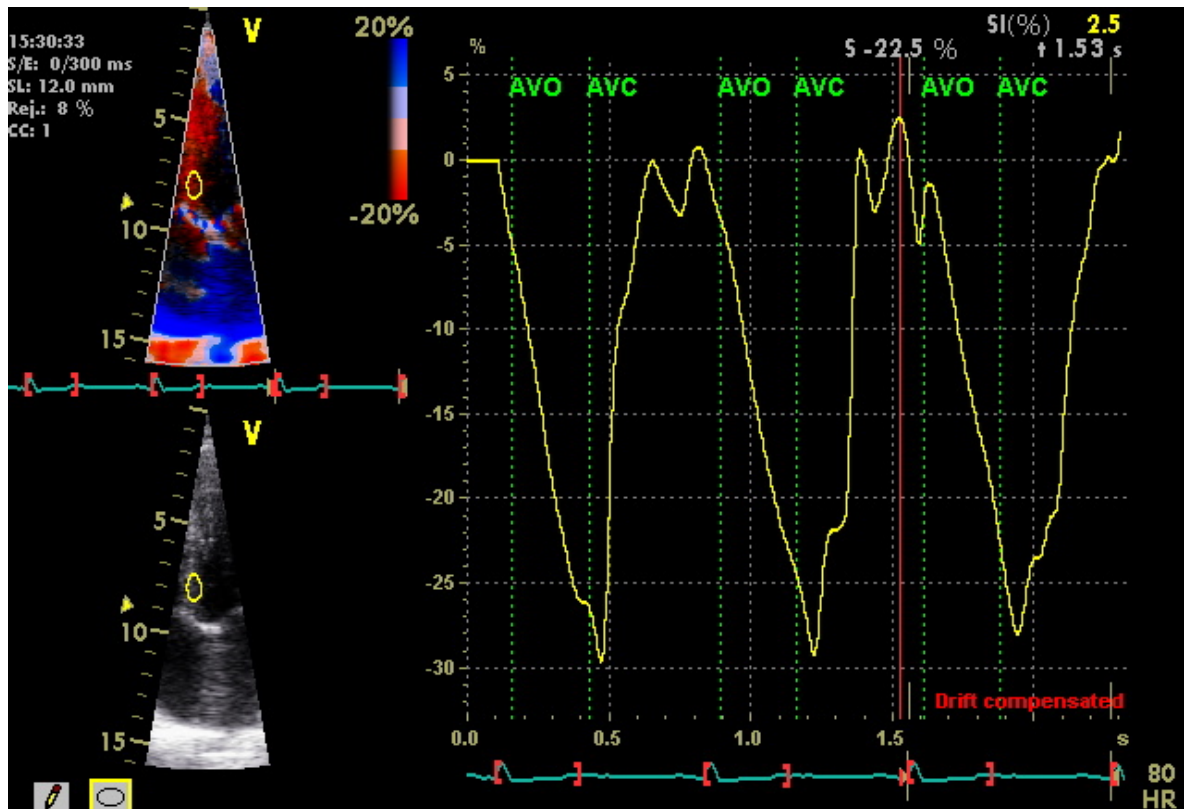 15:30:33
S/E: 0/300 ms
SL: 12.0 mm
Rej.: 8 %
CC: 1
V
5
10
15
20%
-20%
V
5
10
15
SI(%) 2.5
S -22.5 % t 1.53 s
%
AVO AVC AVO AVC AVO AVC
5
0
-5
-10
-15
-20
-25
-30
Drift compensated
0.0 0.5 1.0 1.5 s
80
HR